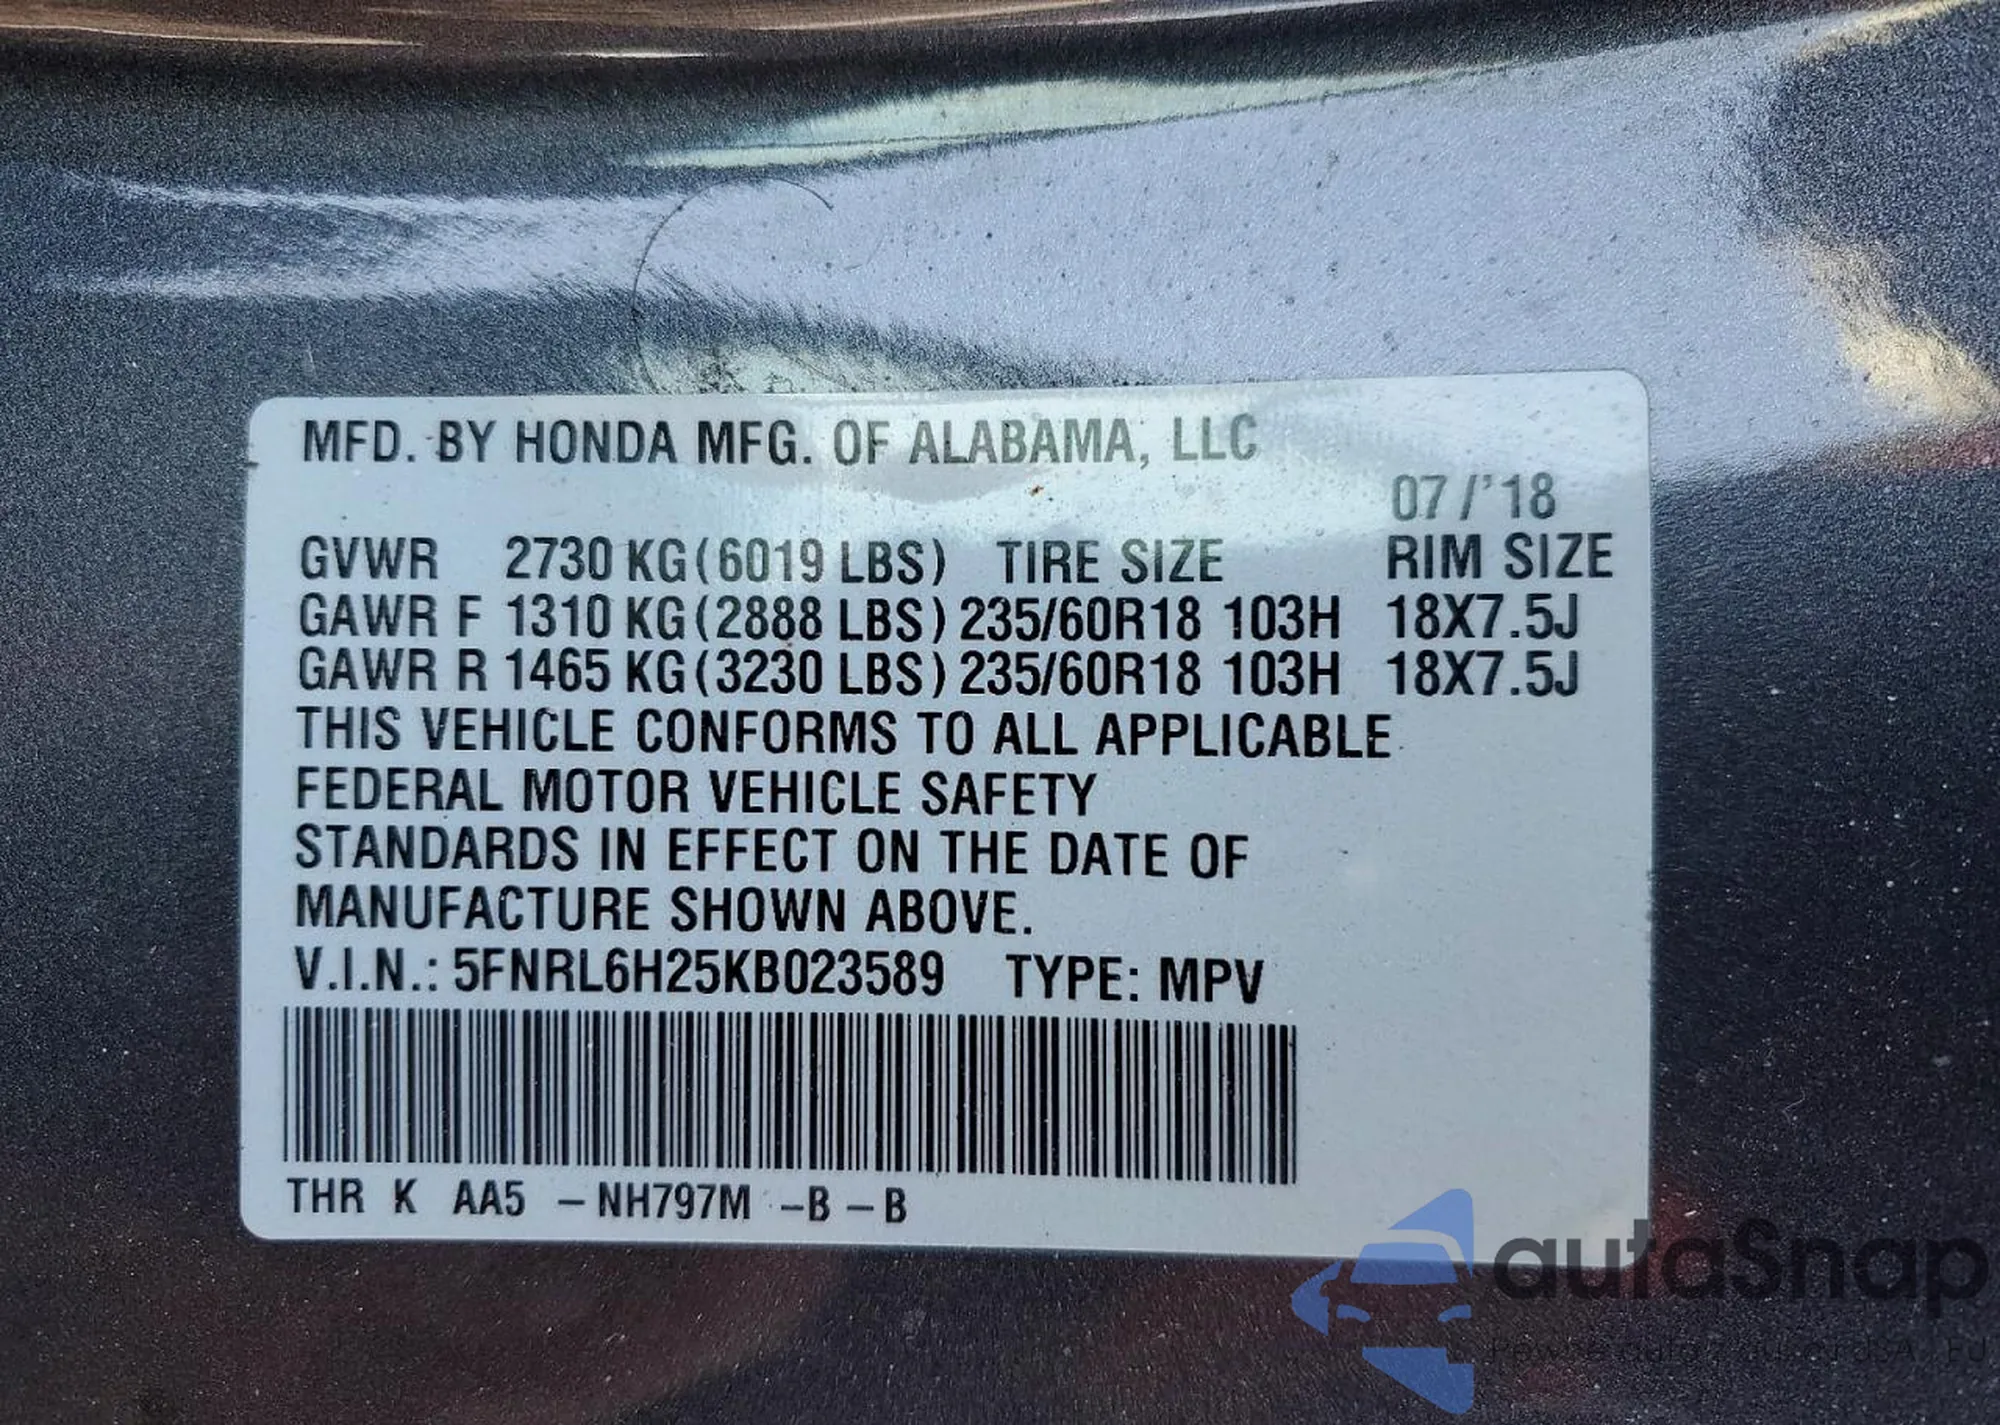 MFD. BY HONDA MFG. OF ALABAMA, LLC
07/'18
GVWR 2730 KG(6019 LBS) TIRE SIZE RIM SIZE
GAWR F 1310 KG(2888 LBS) 235/60R18 103H 18X7.5J
GAWR R 1465 KG(3230 LBS) 235/60R18 103H 18X7.5J
THIS VEHICLE CONFORMS TO ALL APPLICABLE
FEDERAL MOTOR VEHICLE SAFETY
STANDARDS IN EFFECT ON THE DATE OF
MANUFACTURE SHOWN ABOVE.
V.I.N.: 5FNRL6H25KB023589 TYPE: MPV
THR K AA5 -NH797M -B-B
autaSnap